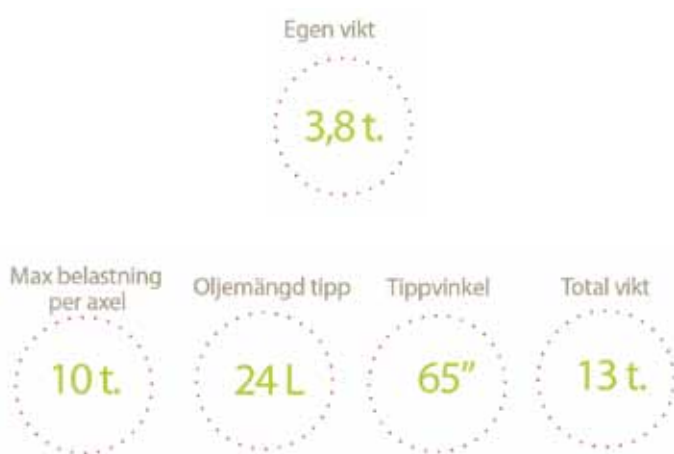 Egen vikt
3,8 t.
Max belastning
per axel
10 t.
Oljemängd tipp
24 L
Tippvinkel
65”
Total vikt
13 t.